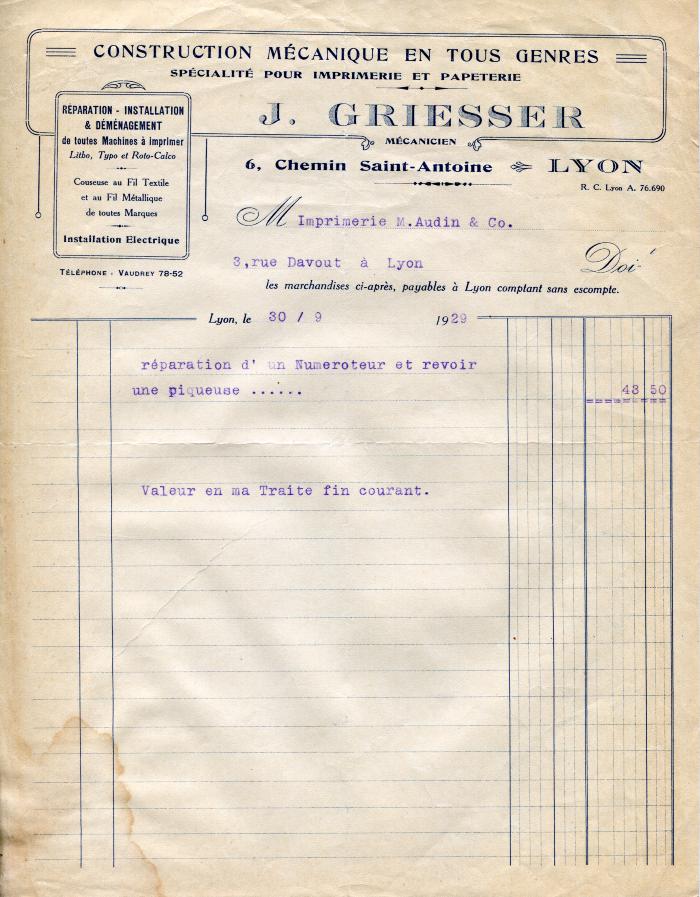 CONSTRUCTION MÉCANIQUE EN TOUS GENRES
SPÉCIALITÉ POUR IMPRIMERIE ET PAPETERIE
J. GRIESSER
MÉCANICIEN
6, Chemin Saint-Antoine LYON
R. C. Lyon A. 76.690
RÉPARATION - INSTALLATION
& DÉMÉNAGEMENT
de toutes Machines à imprimer
Litho, Typo et Roto-Calco
Couseuse au Fil Textile
et au Fil Métallique
de toutes Marques
Installation Electrique
TÉLÉPHONE : VAUDREY 78-52
M Imprimerie M.Audin & Co.
3,rue Davout à Lyon
Doit
les marchandises ci-après, payables à Lyon comptant sans escompte.
Lyon, le 30 / 9 1929
réparation d' un Numeroteur et revoir
une piqueuse ...... 43 50
Valeur en ma Traite fin courant.